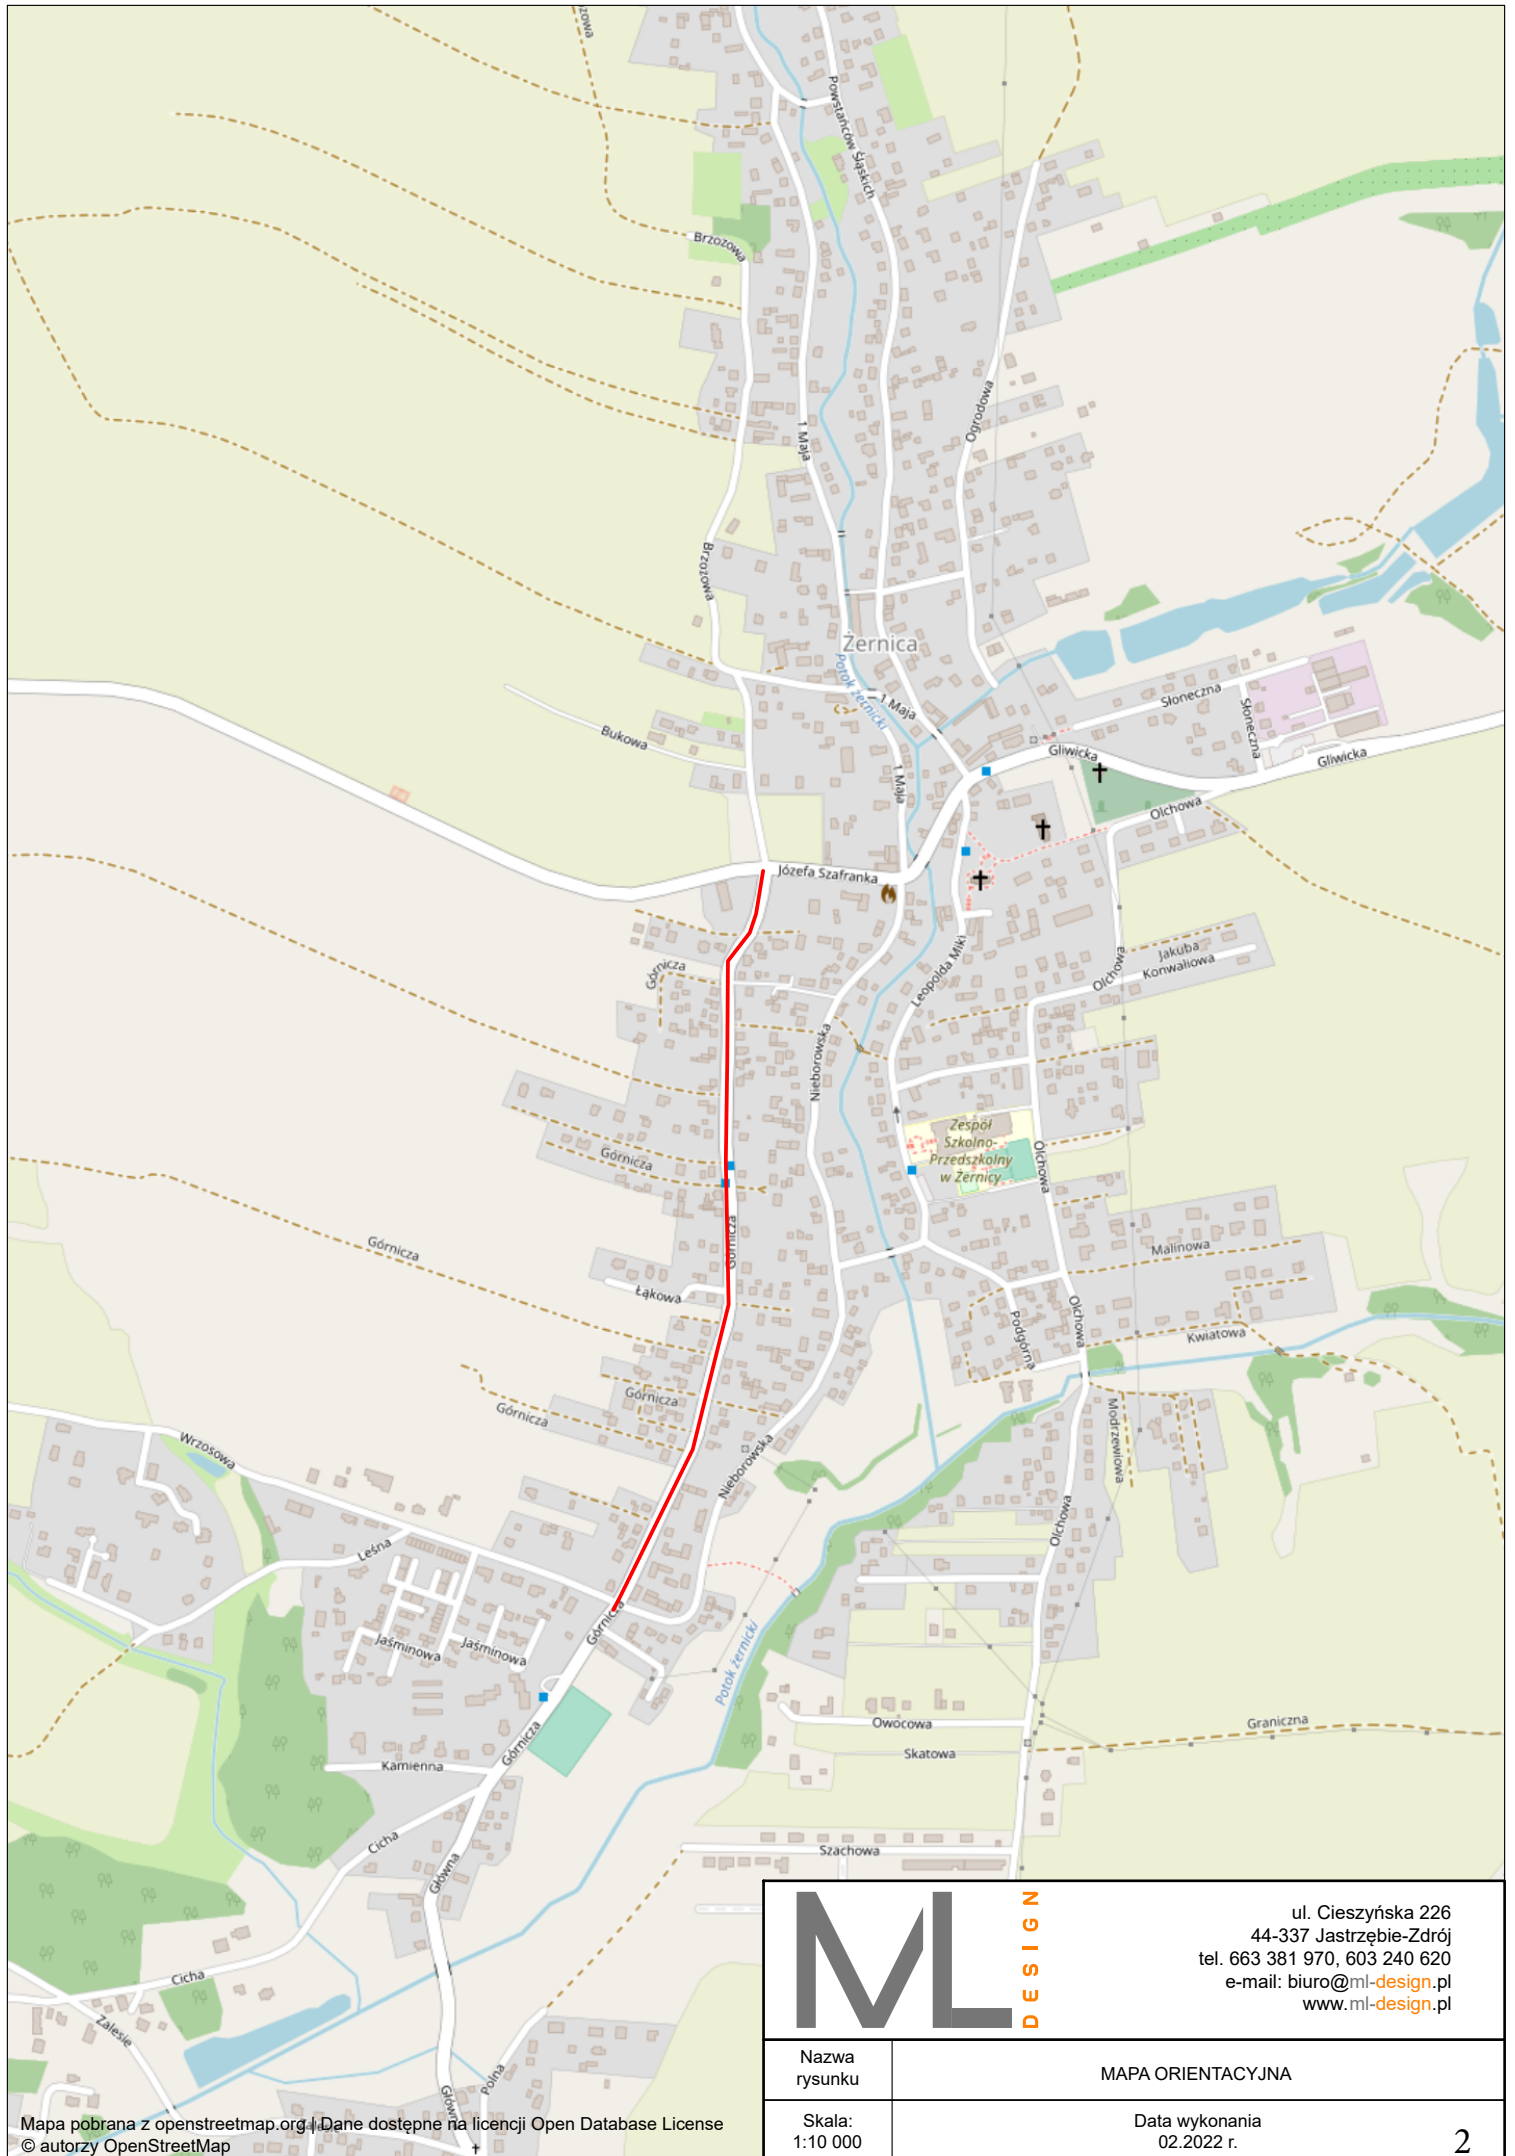 Powstańców Śląskich
Brzozowa
Ogrodowa
1 Maja
Brzozowa
Żernica
Potok żernicki
1 Maja
Słoneczna
Słoneczna
Bukowa
Gliwicka
Gliwicka
1 Maja
Olchowa
Józefa Szafranka
Górnicza
Leopolda Miki
Jakuba
Konwaliowa
Olchowa
Nieborowska
Zespół
Szkolno-
Przedszkolny
w Żernicy
Górnicza
Olchowa
Górnicza
Górnicza
Malinowa
Łąkowa
Olchowa
Podgórna
Kwiatowa
Górnicza
Górnicza
Modrzewiowa
Wrzosowa
Nieborowska
Olchowa
Leśna
Górnicza
Jaśminowa
Jaśminowa
Potok żernicki
Owocowa
Graniczna
Górnicza
Skatowa
Kamienna
Cicha
Szachowa
Główna
Cicha
Zalesie
Polna
Główna
ML DESIGN
ul. Cieszyńska 226
44-337 Jastrzębie-Zdrój
tel. 663 381 970, 603 240 620
e-mail: biuro@ml-design.pl
www.ml-design.pl
Nazwa
rysunku
MAPA ORIENTACYJNA
Skala:
1:10 000
Data wykonania
02.2022 r.
2
Mapa pobrana z openstreetmap.org | Dane dostępne na licencji Open Database License
© autorzy OpenStreetMap